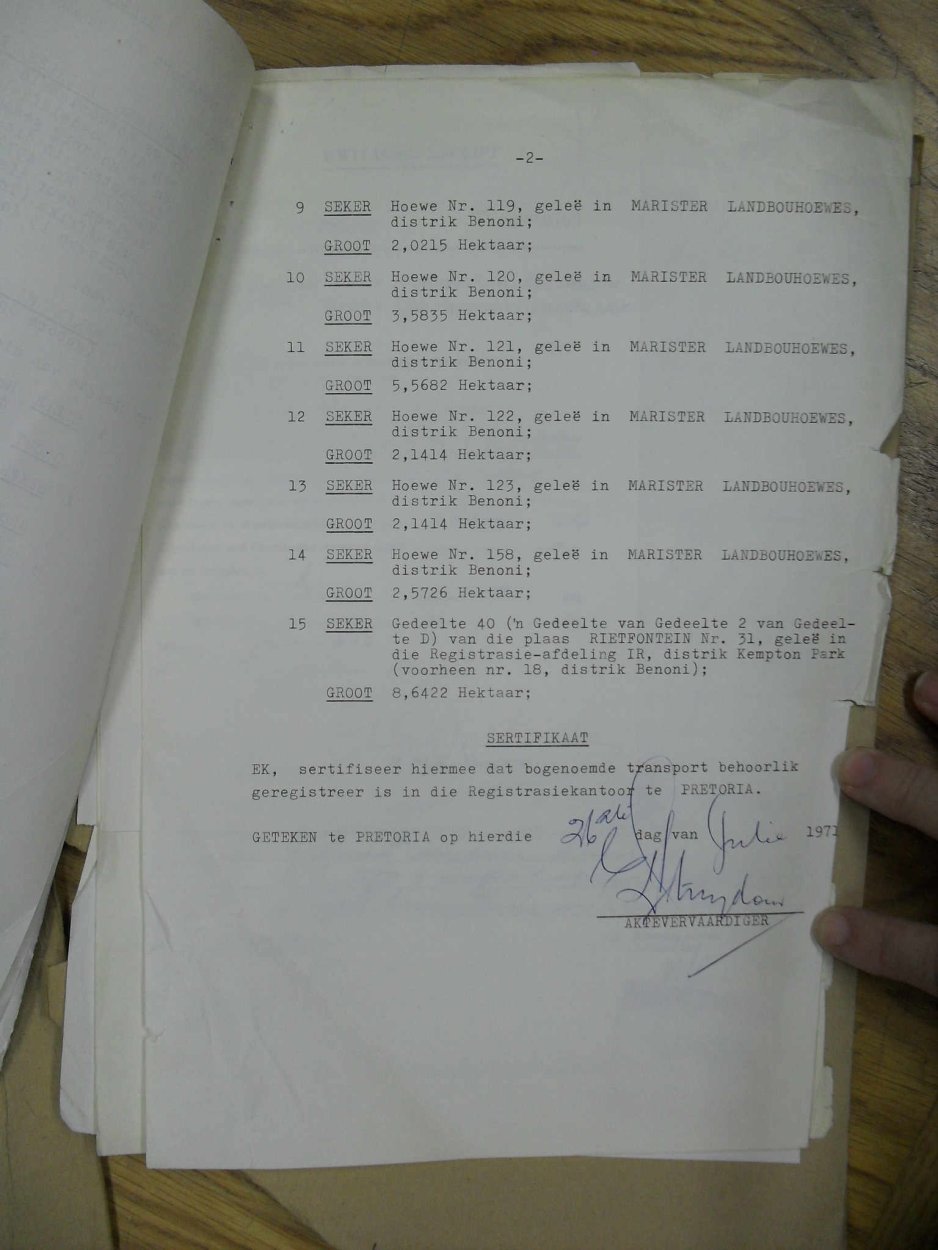 -2-
9 SEKER Hoewe Nr. 119, geleë in MARISTER LANDBOUHOEWES,
distrik Benoni;
GROOT 2,0215 Hektaar;
10 SEKER Hoewe Nr. 120, geleë in MARISTER LANDBOUHOEWES,
distrik Benoni;
GROOT 3,5835 Hektaar;
11 SEKER Hoewe Nr. 121, geleë in MARISTER LANDBOUHOEWES,
distrik Benoni;
GROOT 5,5682 Hektaar;
12 SEKER Hoewe Nr. 122, geleë in MARISTER LANDBOUHOEWES,
distrik Benoni;
GROOT 2,1414 Hektaar;
13 SEKER Hoewe Nr. 123, geleë in MARISTER LANDBOUHOEWES,
distrik Benoni;
GROOT 2,1414 Hektaar;
14 SEKER Hoewe Nr. 158, geleë in MARISTER LANDBOUHOEWES,
distrik Benoni;
GROOT 2,5726 Hektaar;
15 SEKER Gedeelte 40 ('n Gedeelte van Gedeelte 2 van Gedeel-
te D) van die plaas RIETFONTEIN Nr. 31, geleë in
die Registrasie-afdeling IR, distrik Kempton Park
(voorheen nr. 18, distrik Benoni);
GROOT 8,6422 Hektaar;
SERTIFIKAAT
EK, sertifiseer hiermee dat bogenoemde transport behoorlik
geregistreer is in die Registrasiekantoor te PRETORIA.
GETEKEN te PRETORIA op hierdie 26ste dag van Julie 1971
Strydom
AKTEVERVAARDIGER